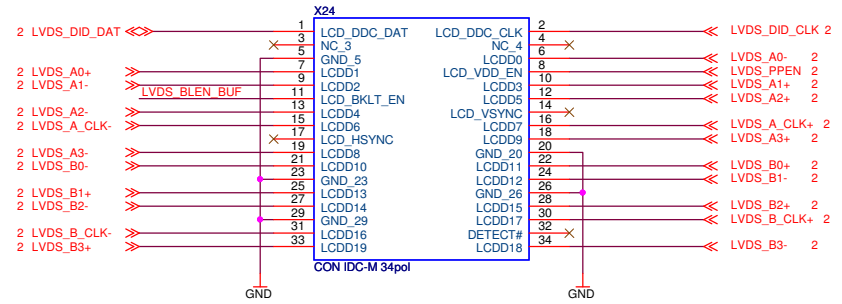 X24
2 LVDS_DID_DAT 1 LCD_DDC_DAT LCD_DDC_CLK 2 LVDS_DID_CLK 2
3 NC_3 NC_4 4
5 GND_5 LCDD0 6 LVDS_A0- 2
2 LVDS_A0+ 7 LCDD1 LCD_VDD_EN 8 LVDS_PPEN 2
2 LVDS_A1- 9 LCDD2 LCDD3 10 LVDS_A1+ 2
LVDS_BLEN_BUF 11 LCD_BKLT_EN LCDD5 12 LVDS_A2+ 2
2 LVDS_A2- 13 LCDD4 LCD_VSYNC 14
2 LVDS_A_CLK- 15 LCDD6 LCDD7 16 LVDS_A_CLK+ 2
17 LCD_HSYNC LCDD9 18 LVDS_A3+ 2
2 LVDS_A3- 19 LCDD8 GND_20 20
2 LVDS_B0- 21 LCDD10 LCDD11 22 LVDS_B0+ 2
23 GND_23 LCDD12 24 LVDS_B1- 2
2 LVDS_B1+ 25 LCDD13 GND_26 26
2 LVDS_B2- 27 LCDD14 LCDD15 28 LVDS_B2+ 2
29 GND_29 LCDD17 30 LVDS_B_CLK+ 2
2 LVDS_B_CLK- 31 LCDD16 DETECT# 32
2 LVDS_B3+ 33 LCDD19 LCDD18 34 LVDS_B3- 2
CON IDC-M 34pol
GND GND